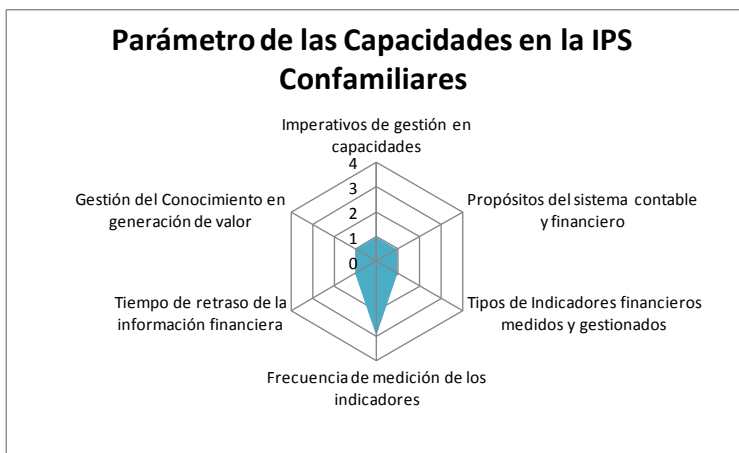 Parámetro de las Capacidades en la IPS
Confamiliares
Imperativos de gestión en
capacidades
4
3
2
1
0
Propósitos del sistema contable
y financiero
Tipos de Indicadores financieros
medidos y gestionados
Frecuencia de medición de los
indicadores
Tiempo de retraso de la
información financiera
Gestión del Conocimiento en
generación de valor